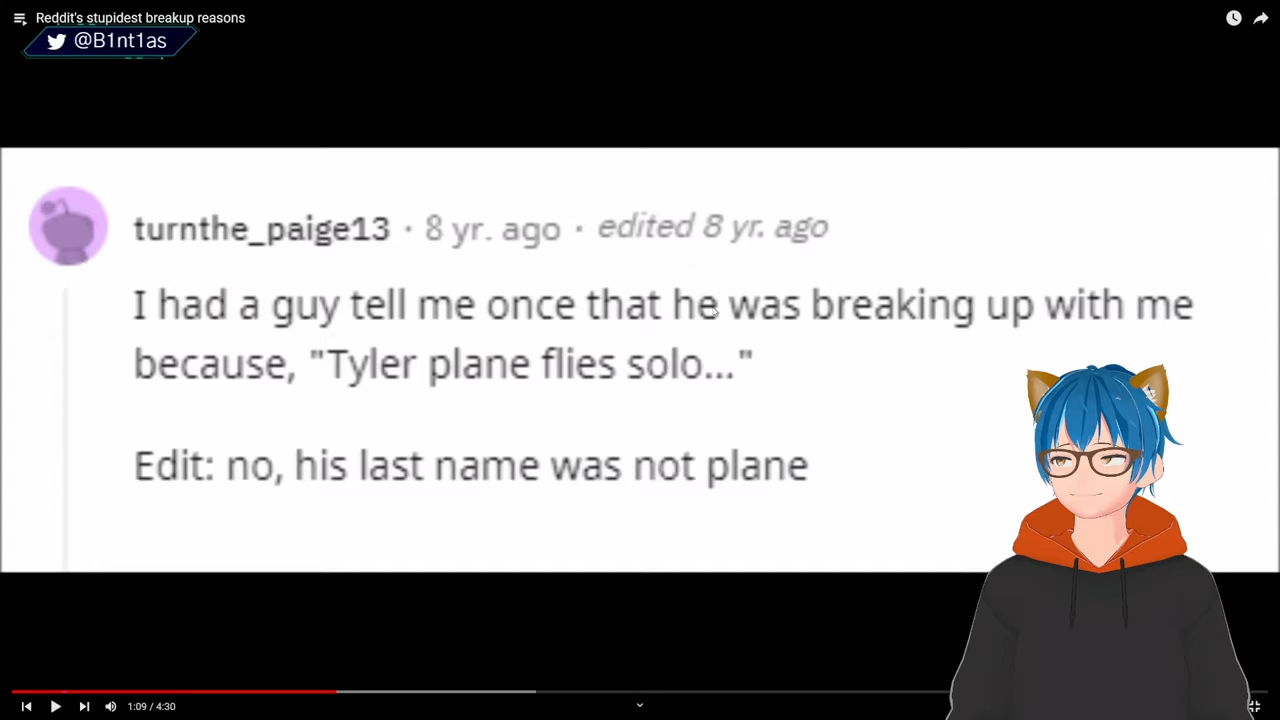 Reddit's stupidest breakup reasons
@B1nt1as
turnthe_paige13 · 8 yr. ago · edited 8 yr. ago
I had a guy tell me once that he was breaking up with me
because, "Tyler plane flies solo..."
Edit: no, his last name was not plane
1:09 / 4:30